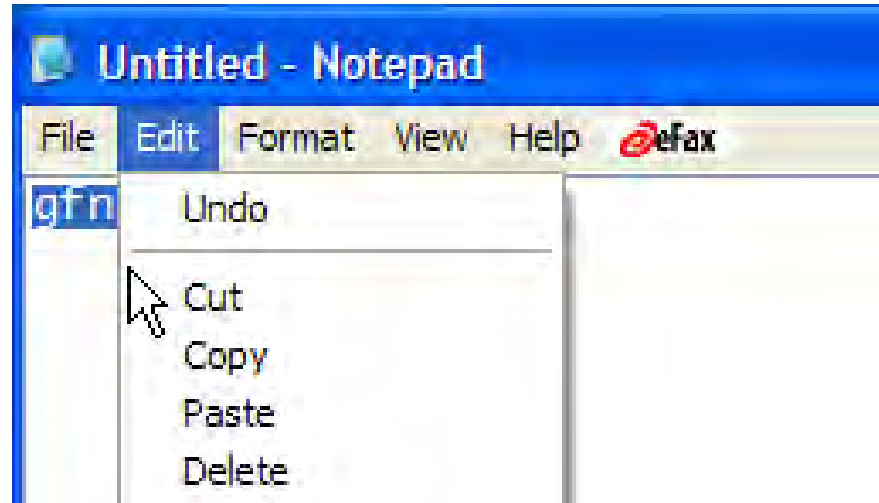 Untitled - Notepad
File Edit Format View Help eFax
gfn
Undo
Cut
Copy
Paste
Delete